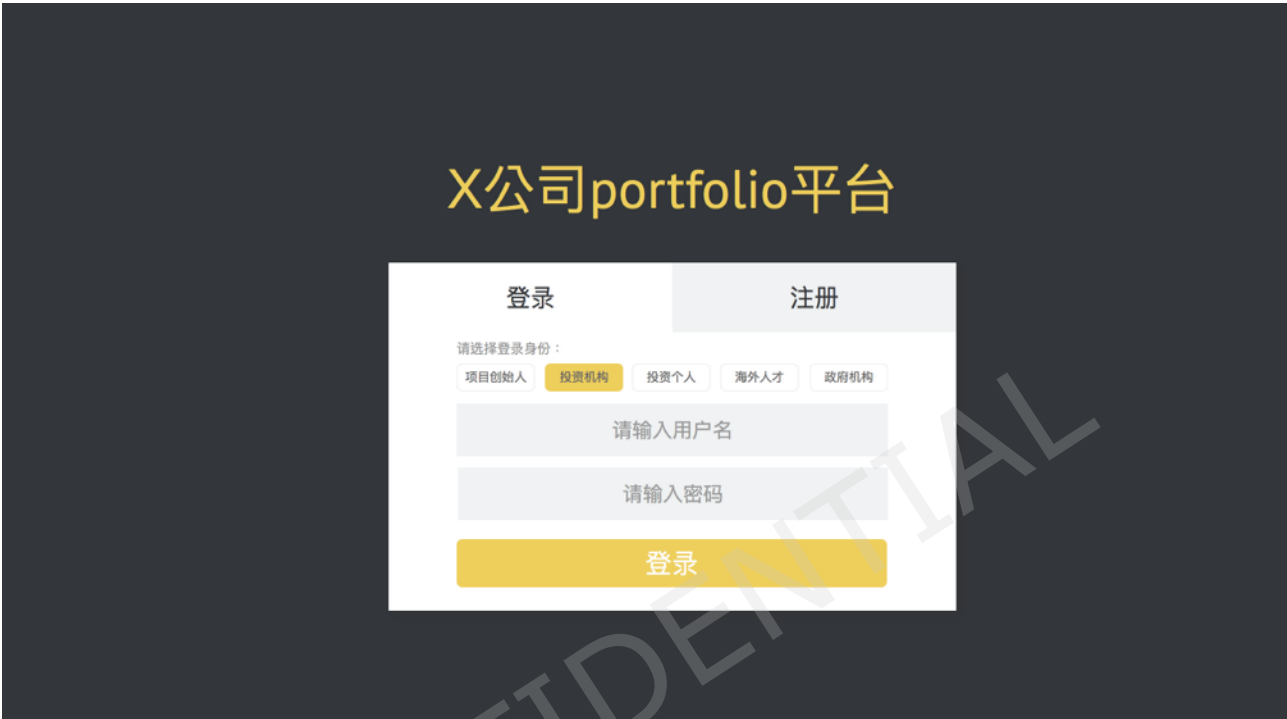 X公司portfolio平台
登录 注册
请选择登录身份：
项目创始人 投资机构 投资个人 海外人才 政府机构
请输入用户名
请输入密码
登录
FIDENTIAL